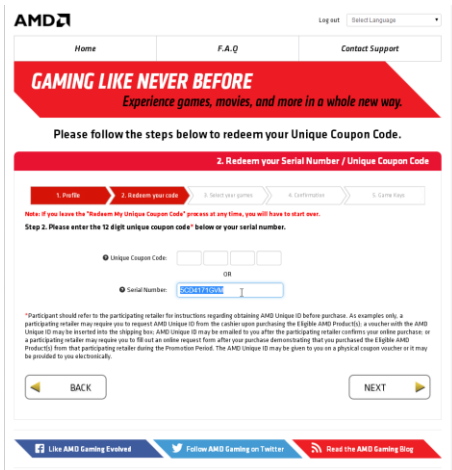 AMD
Log out Select Language
Home F.A.Q Contact Support
GAMING LIKE NEVER BEFORE
Experience games, movies, and more in a whole new way.
Please follow the steps below to redeem your Unique Coupon Code.
2. Redeem your Serial Number / Unique Coupon Code
1. Profile 2. Redeem your code 3. Select your games 4. Confirmation 5. Game Keys
Note: If you leave the "Redeem My Unique Coupon Code" process at any time, you will have to start over.
Step 2. Please enter the 12 digit unique coupon code* below or your serial number.
Unique Coupon Code:
OR
Serial Number: 5CD4171GVM
*Participant should refer to the participating retailer for instructions regarding obtaining AMD Unique ID before purchase. As examples only, a
participating retailer may require you to request AMD Unique ID from the cashier upon purchasing the Eligible AMD Product(s); a voucher with the AMD
Unique ID may be inserted into the shipping box; AMD Unique ID may be emailed to you after the participating retailer confirms your online purchase; or
a participating retailer may require you to fill out an online request form after your purchase demonstrating that you purchased the Eligible AMD
Product(s) from that participating retailer during the Promotion Period. The AMD Unique ID may be given to you on a physical coupon voucher or it may
be provided to you electronically.
BACK NEXT
Like AMD Gaming Evolved Follow AMD Gaming on Twitter Read the AMD Gaming Blog